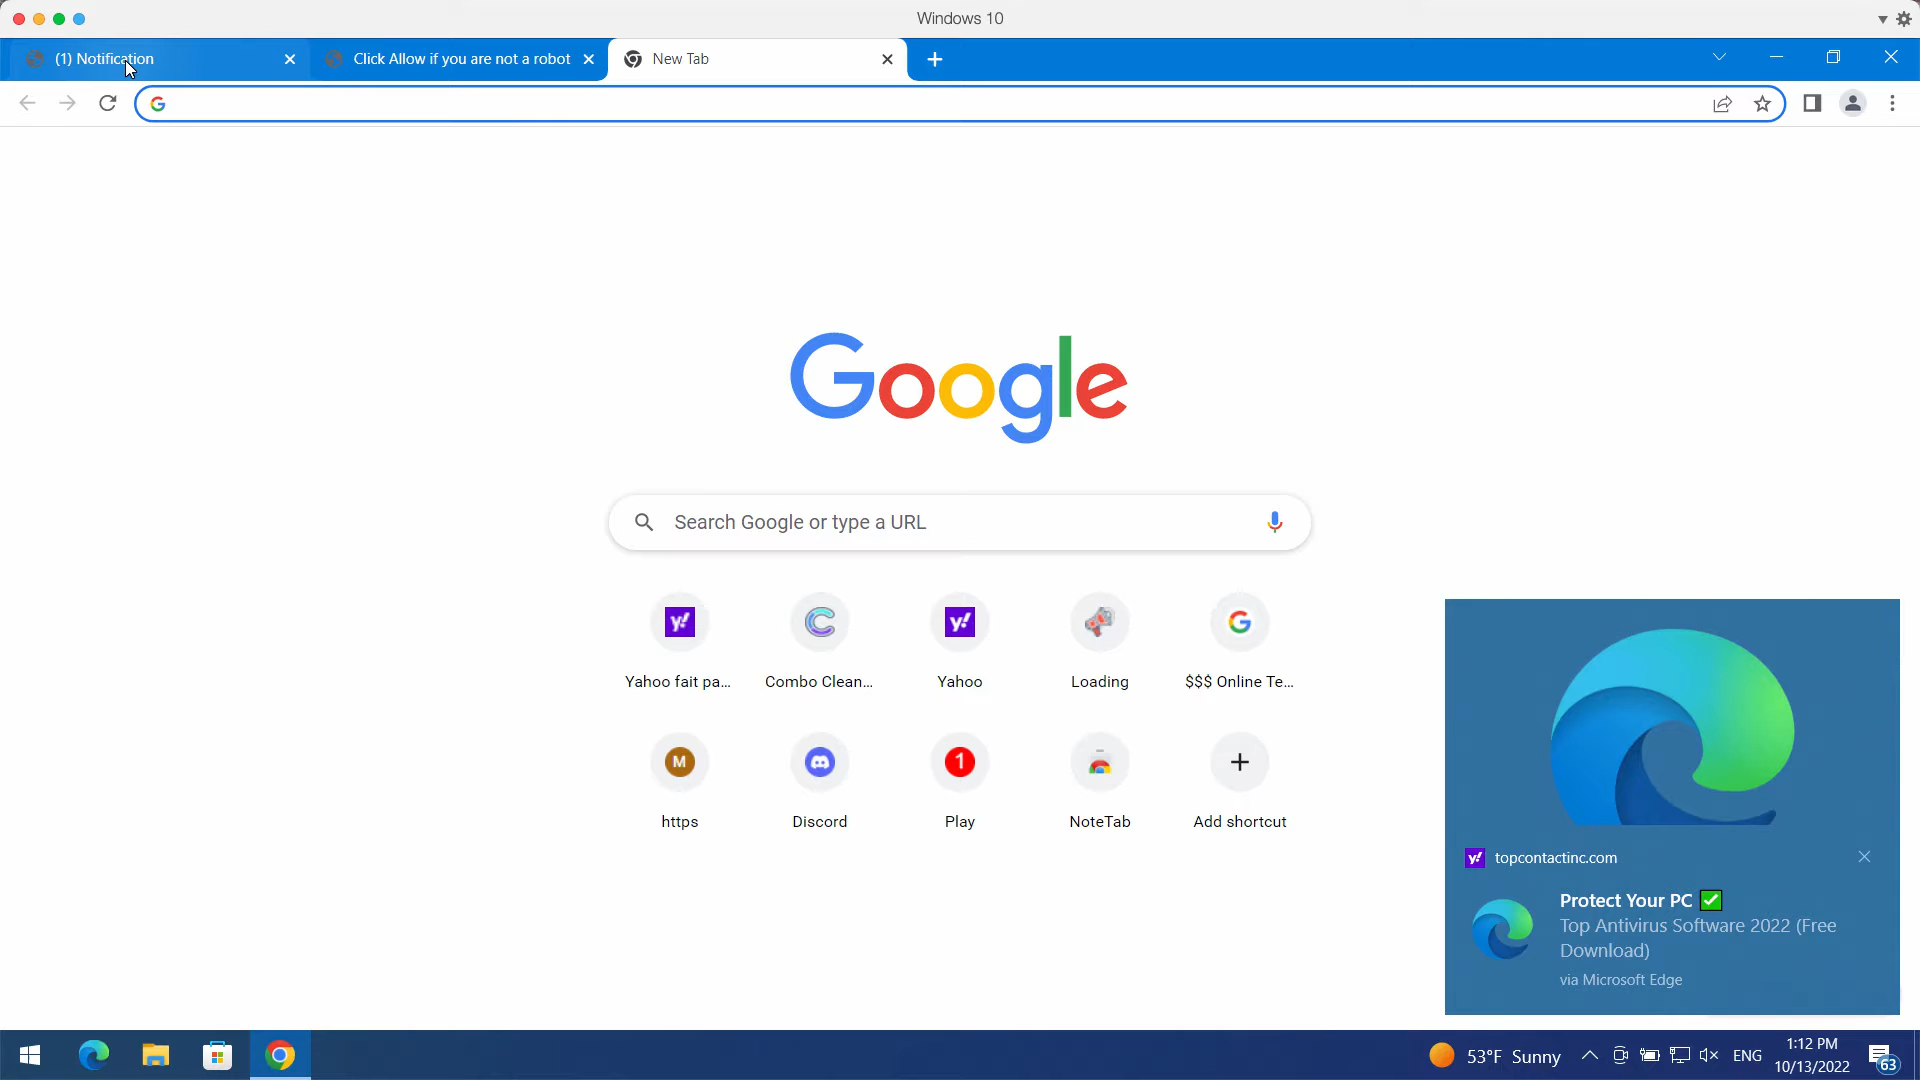 Windows 10
(1) Notification
Click Allow if you are not a robot
New Tab
Google
Search Google or type a URL
Yahoo fait pa...
Combo Clean...
Yahoo
Loading
$$$ Online Te...
M
1
https
Discord
Play
NoteTab
Add shortcut
y!
topcontactinc.com
Protect Your PC ✅
Top Antivirus Software 2022 (Free
Download)
via Microsoft Edge
53°F Sunny
ENG
1:12 PM
10/13/2022
63